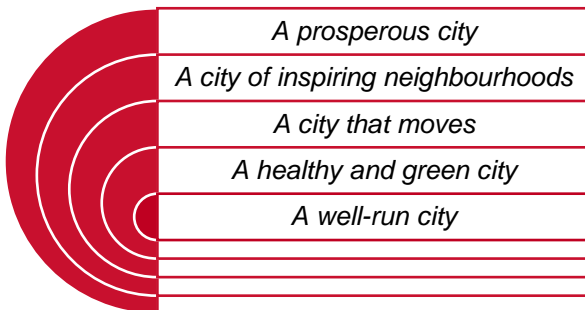 A prosperous city
A city of inspiring neighbourhoods
A city that moves
A healthy and green city
A well-run city